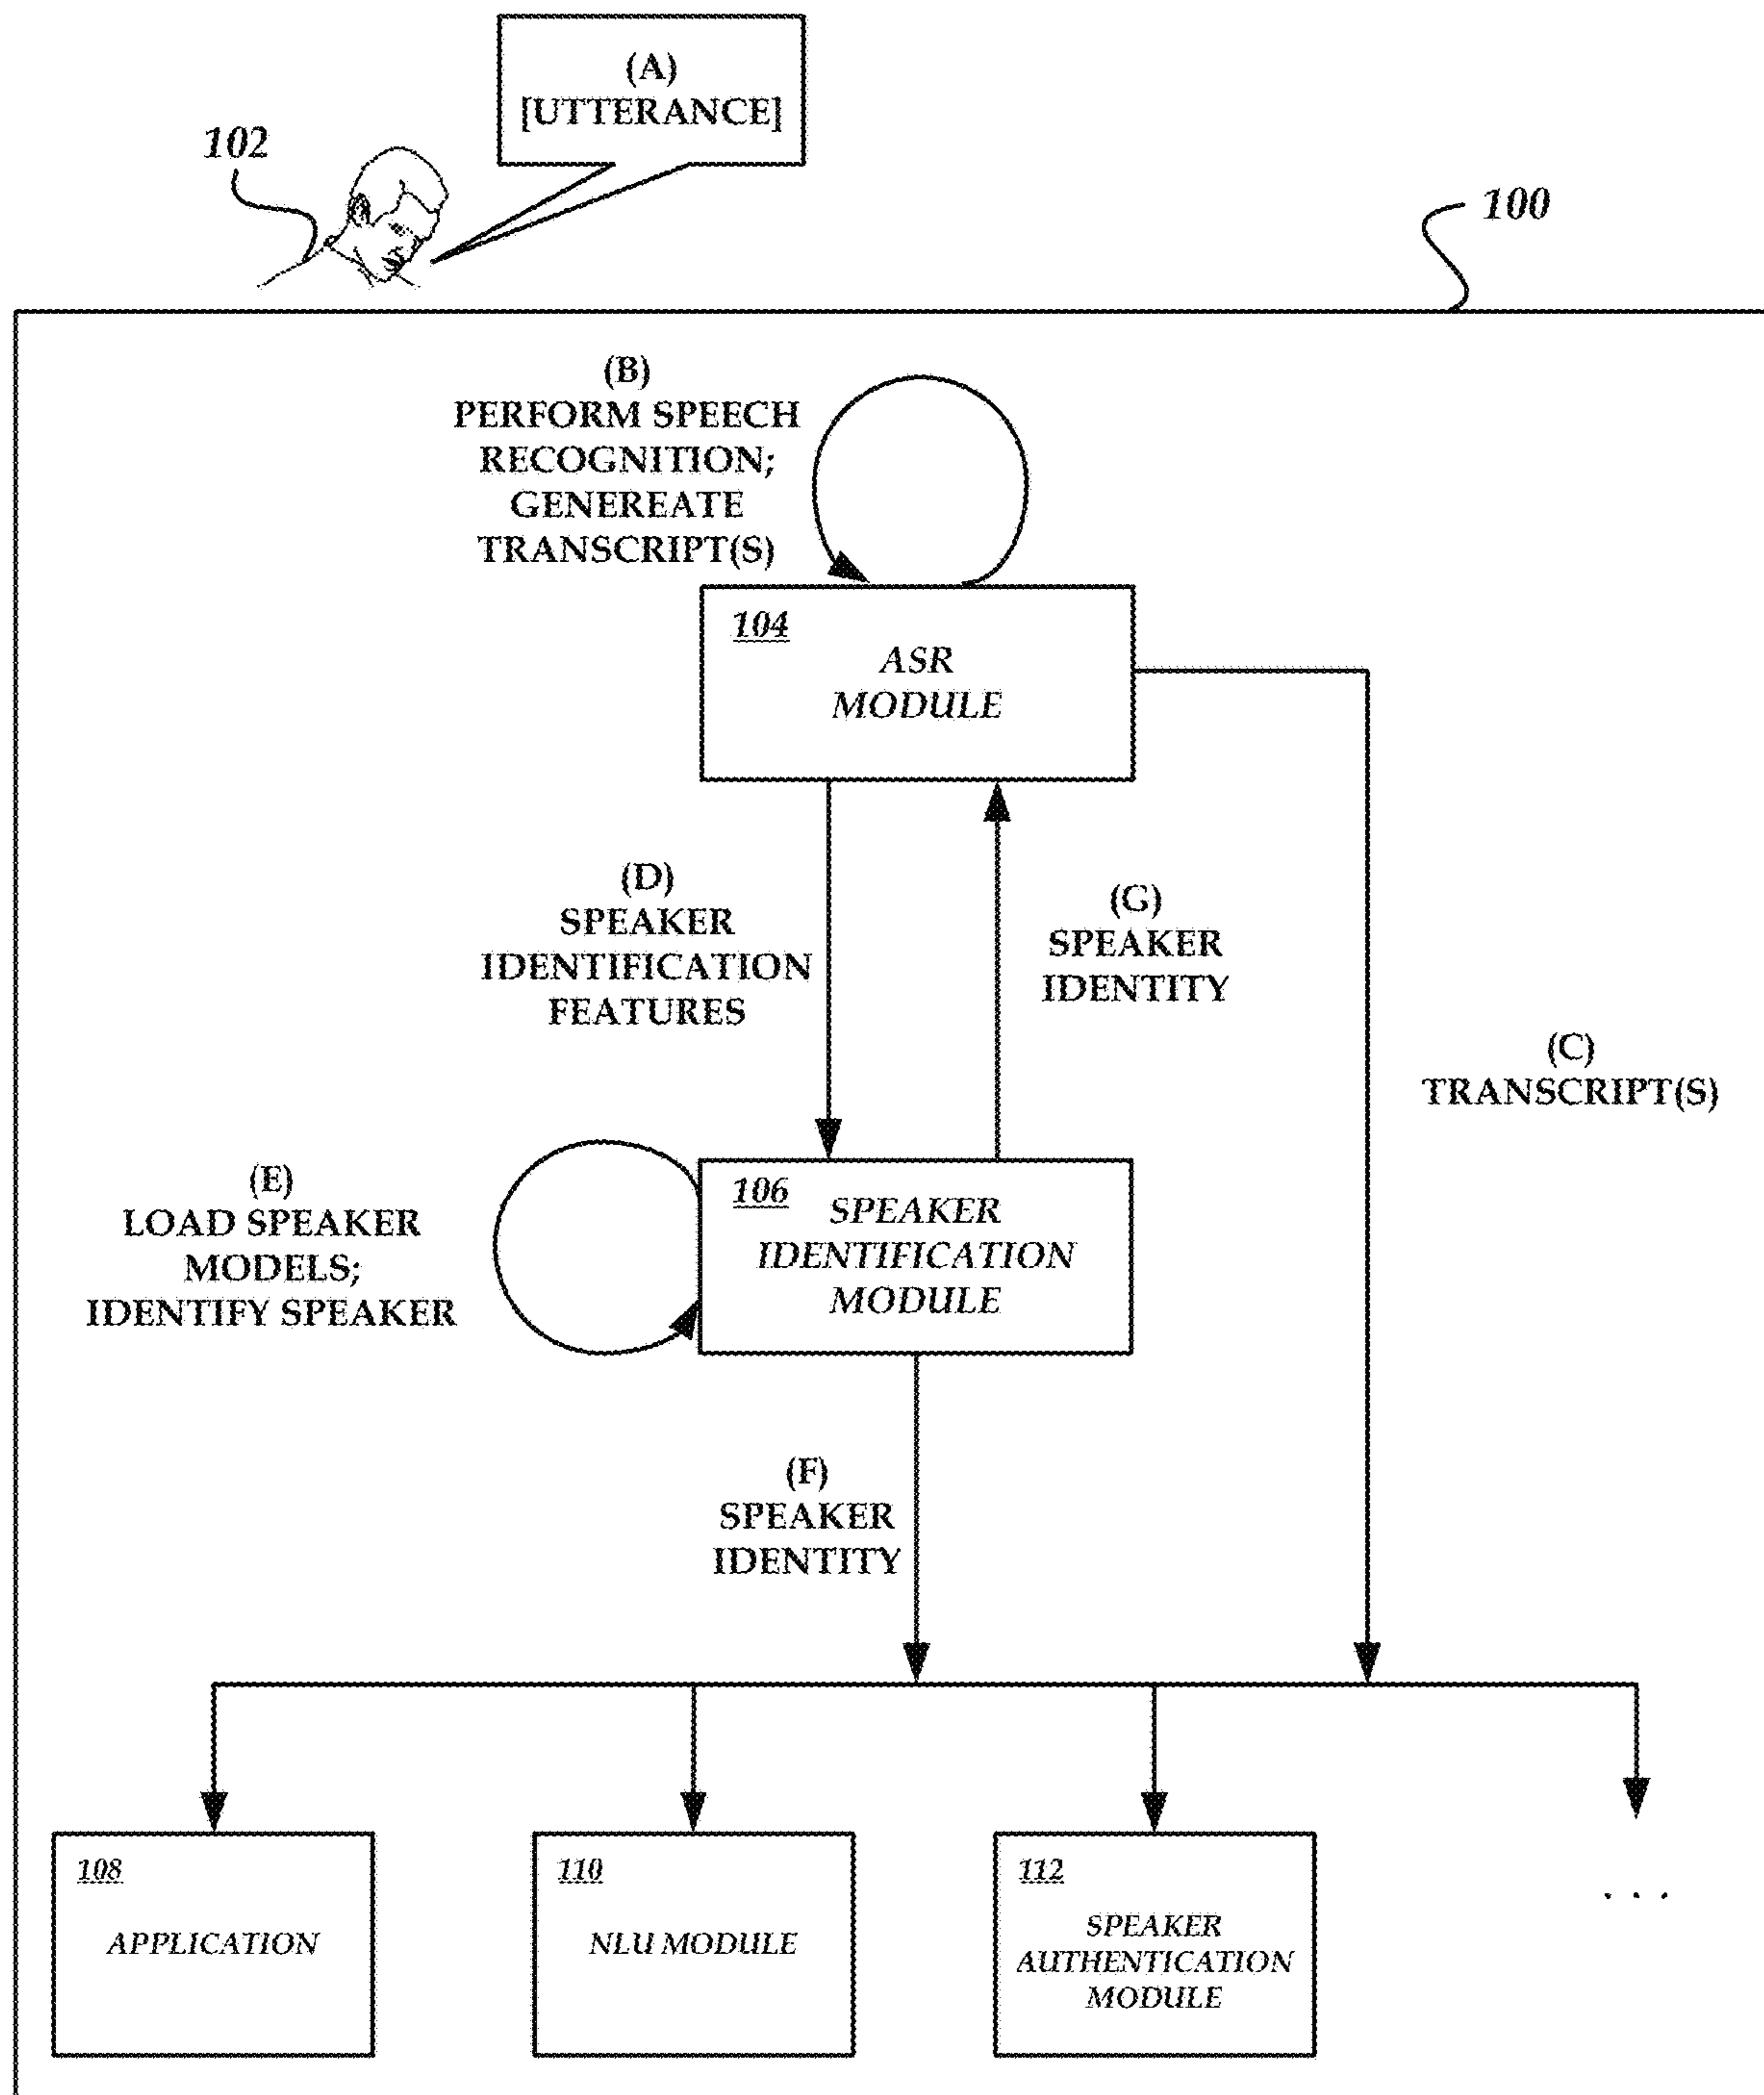 (A)
[UTTERANCE]
102
100
(B)
PERFORM SPEECH
RECOGNITION;
GENEREATE
TRANSCRIPT(S)
104
ASR
MODULE
(D)
SPEAKER
IDENTIFICATION
FEATURES
(G)
SPEAKER
IDENTITY
(C)
TRANSCRIPT(S)
(E)
LOAD SPEAKER
MODELS;
IDENTIFY SPEAKER
106
SPEAKER
IDENTIFICATION
MODULE
(F)
SPEAKER
IDENTITY
108
APPLICATION
110
NLU MODULE
112
SPEAKER
AUTHENTICATION
MODULE
. . .